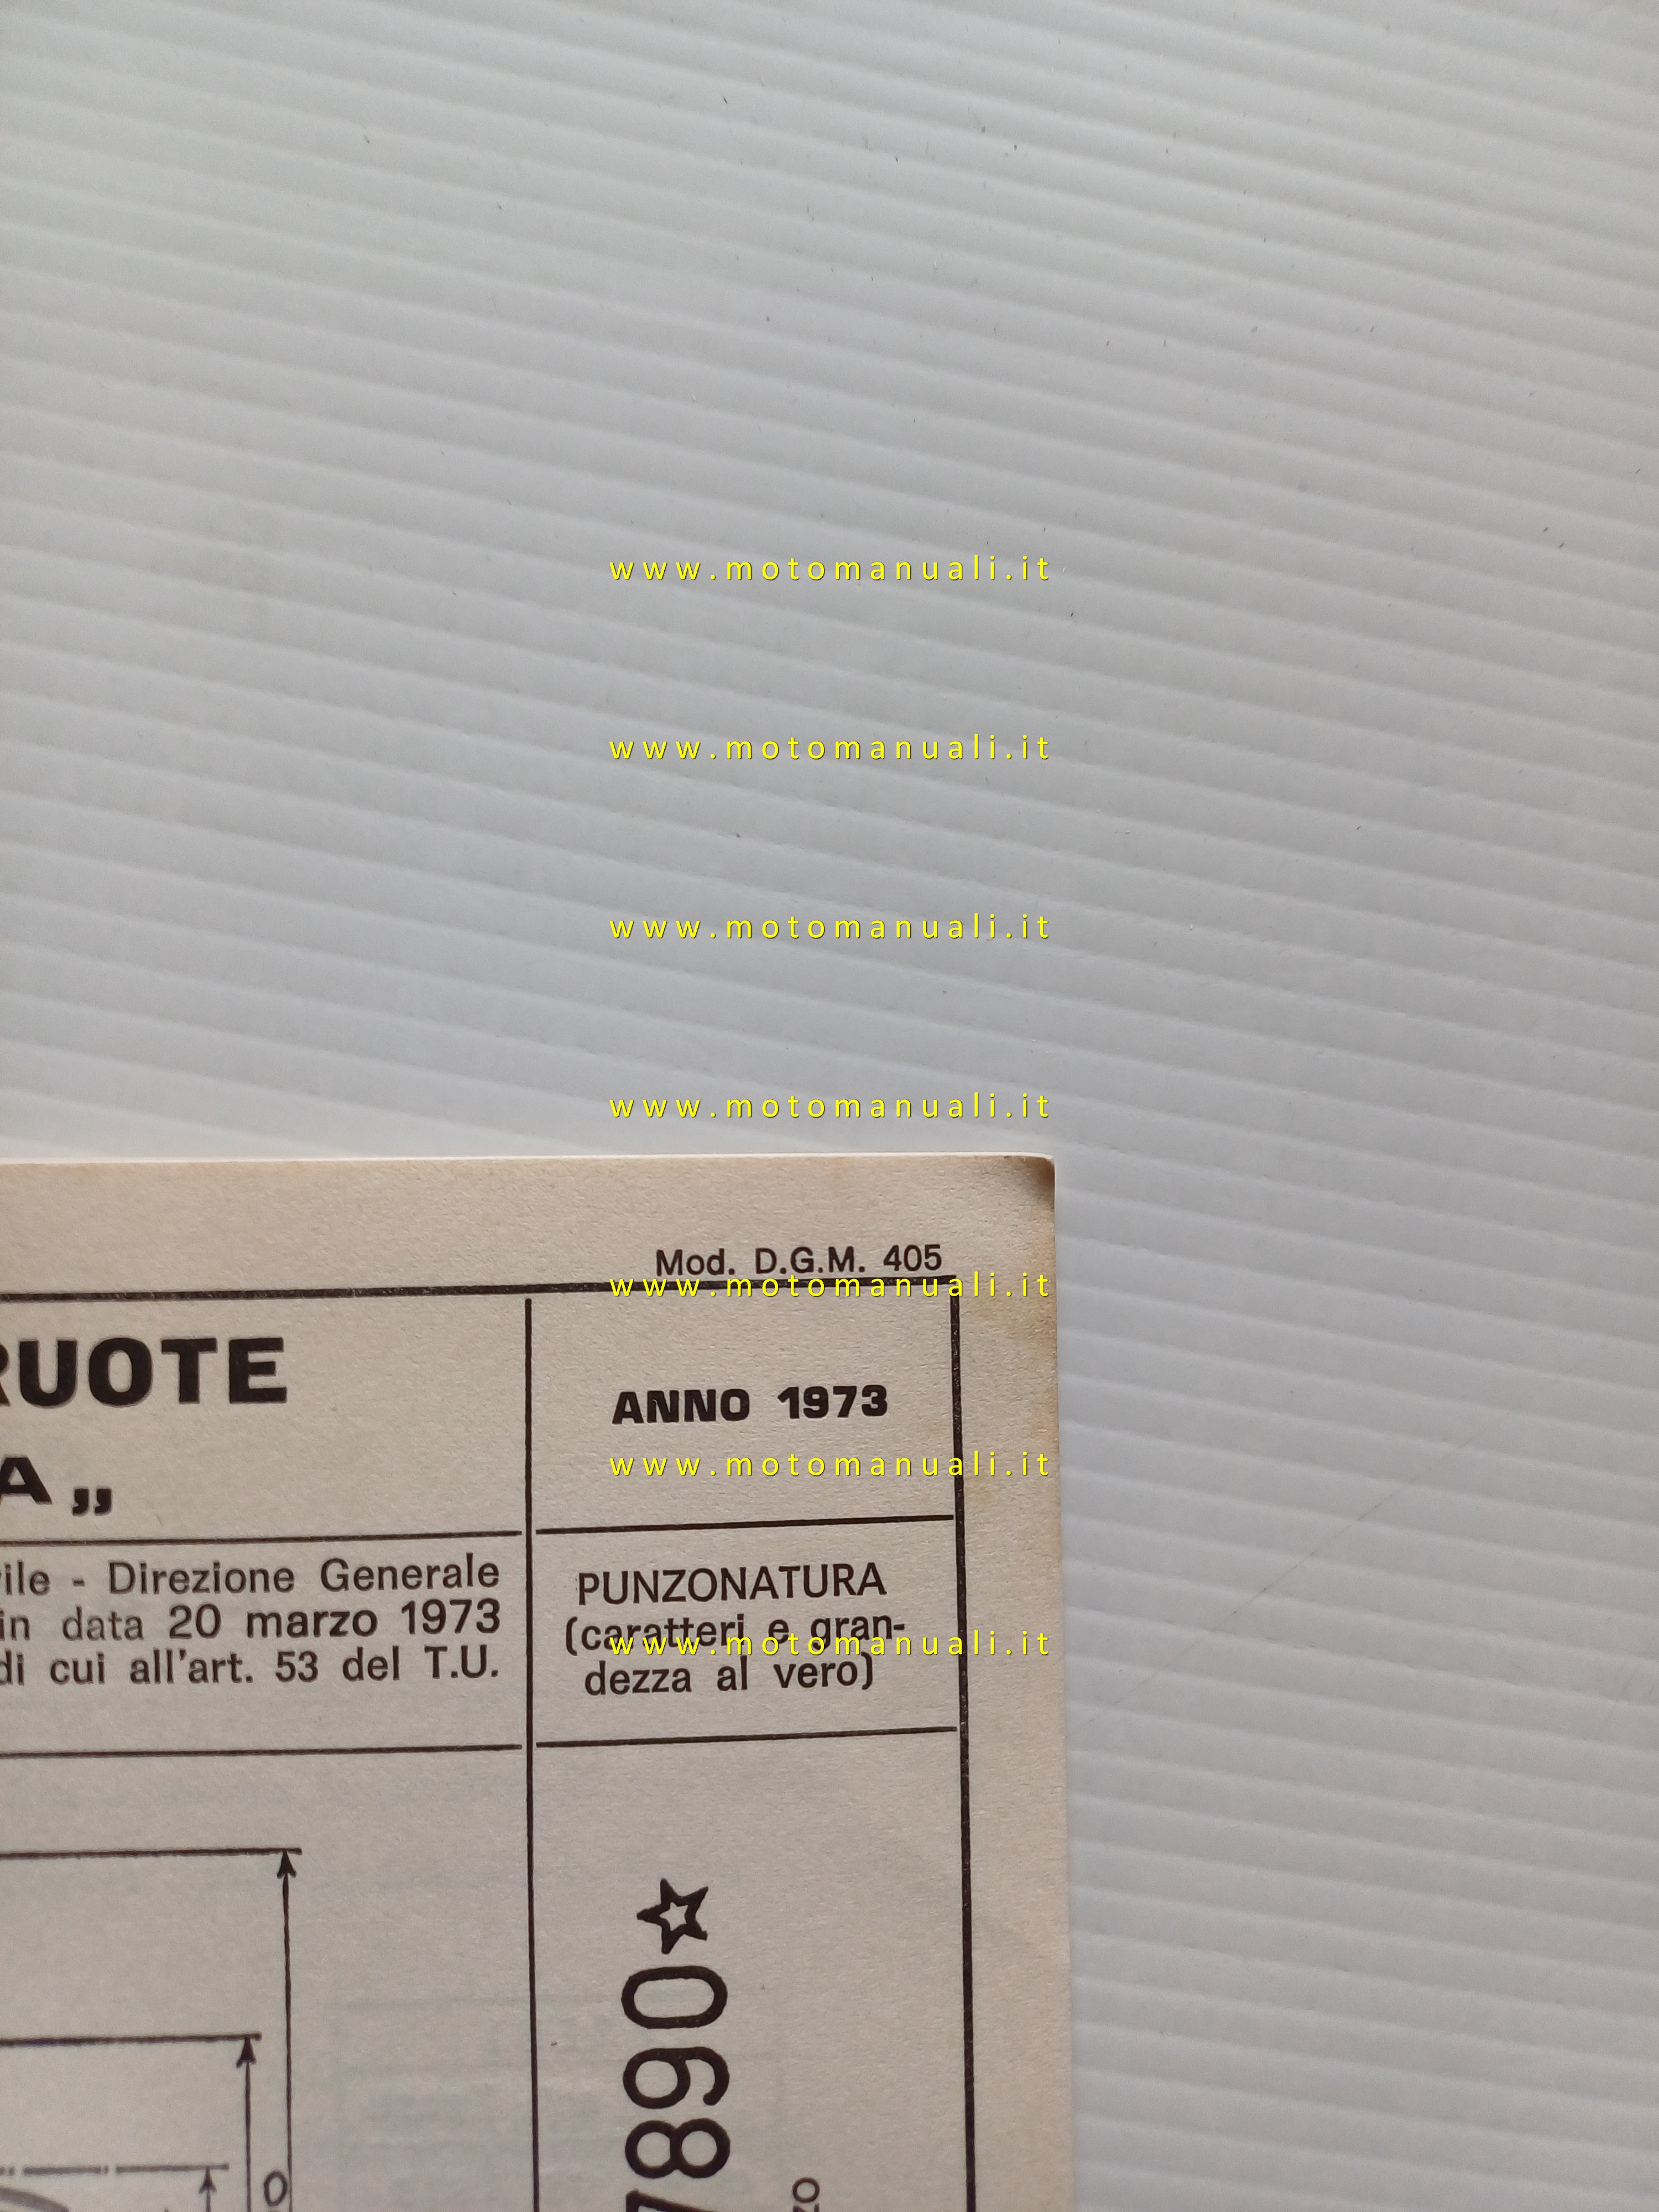 www.motomanuali.it
www.motomanuali.it
www.motomanuali.it
www.motomanuali.it
Mod. D.G.M. 405
www.motomanuali.it
RUOTE
ANNO 1973
www.motomanuali.it
A„
ile - Direzione Generale
in data 20 marzo 1973
di cui all'art. 53 del T.U.
PUNZONATURA
(caratteri e gran-
www.motomanuali.it
dezza al vero)
7890☆
ZO
0